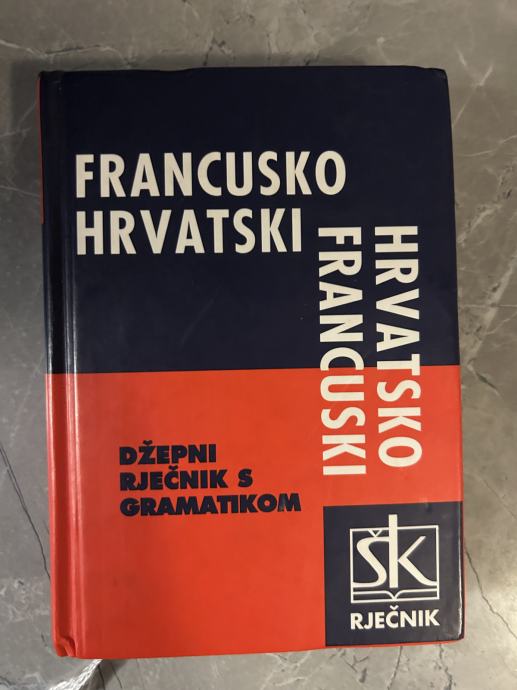 FRANCUSKO
HRVATSKI
HRVATSKO
FRANCUSKI
DŽEPNI
RJEČNIK S
GRAMATIKOM
ŠK
RJEČNIK